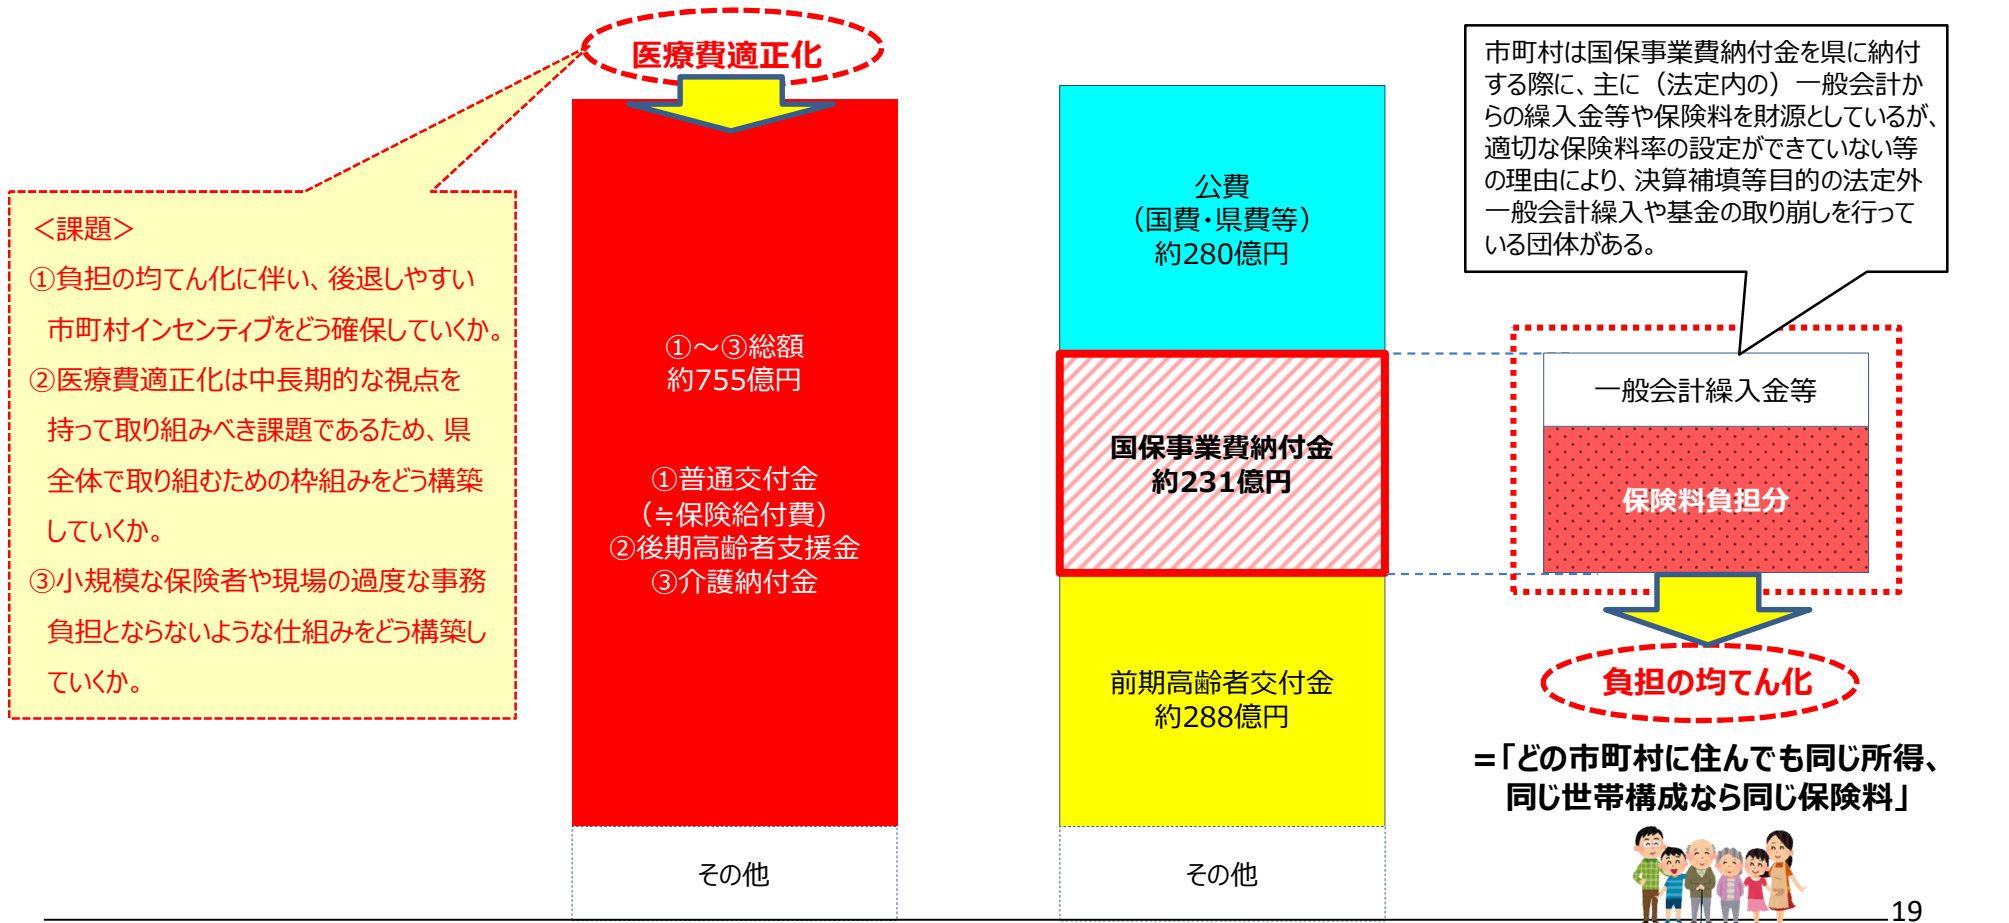 医療費適正化
＜課題＞
①負担の均てん化に伴い、後退しやすい
市町村インセンティブをどう確保していくか。
②医療費適正化は中長期的な視点を
持って取り組みべき課題であるため、県
全体で取り組むための枠組みをどう構築
していくか。
③小規模な保険者や現場の過度な事務
負担とならないような仕組みをどう構築し
ていくか。
①～③総額
約755億円
①普通交付金
（≒保険給付費）
②後期高齢者支援金
③介護納付金
その他
公費
（国費・県費等）
約280億円
国保事業費納付金
約231億円
前期高齢者交付金
約288億円
その他
市町村は国保事業費納付金を県に納付
する際に、主に（法定内の）一般会計か
らの繰入金等や保険料を財源としているが、
適切な保険料率の設定ができていない等
の理由により、決算補填等目的の法定外
一般会計繰入や基金の取り崩しを行って
いる団体がある。
一般会計繰入金等
保険料負担分
負担の均てん化
=「どの市町村に住んでも同じ所得、
同じ世帯構成なら同じ保険料」
19